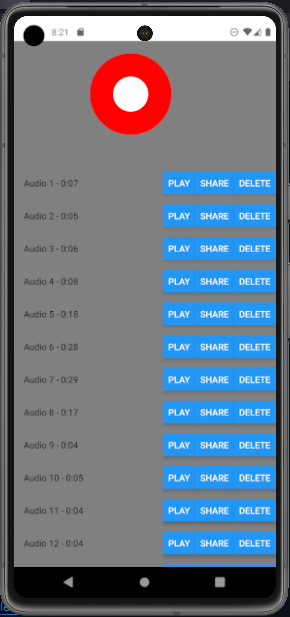 8:21
Audio 1 - 0:07 PLAY SHARE DELETE
Audio 2 - 0:05 PLAY SHARE DELETE
Audio 3 - 0:06 PLAY SHARE DELETE
Audio 4 - 0:08 PLAY SHARE DELETE
Audio 5 - 0:18 PLAY SHARE DELETE
Audio 6 - 0:28 PLAY SHARE DELETE
Audio 7 - 0:29 PLAY SHARE DELETE
Audio 8 - 0:17 PLAY SHARE DELETE
Audio 9 - 0:04 PLAY SHARE DELETE
Audio 10 - 0:05 PLAY SHARE DELETE
Audio 11 - 0:04 PLAY SHARE DELETE
Audio 12 - 0:04 PLAY SHARE DELETE